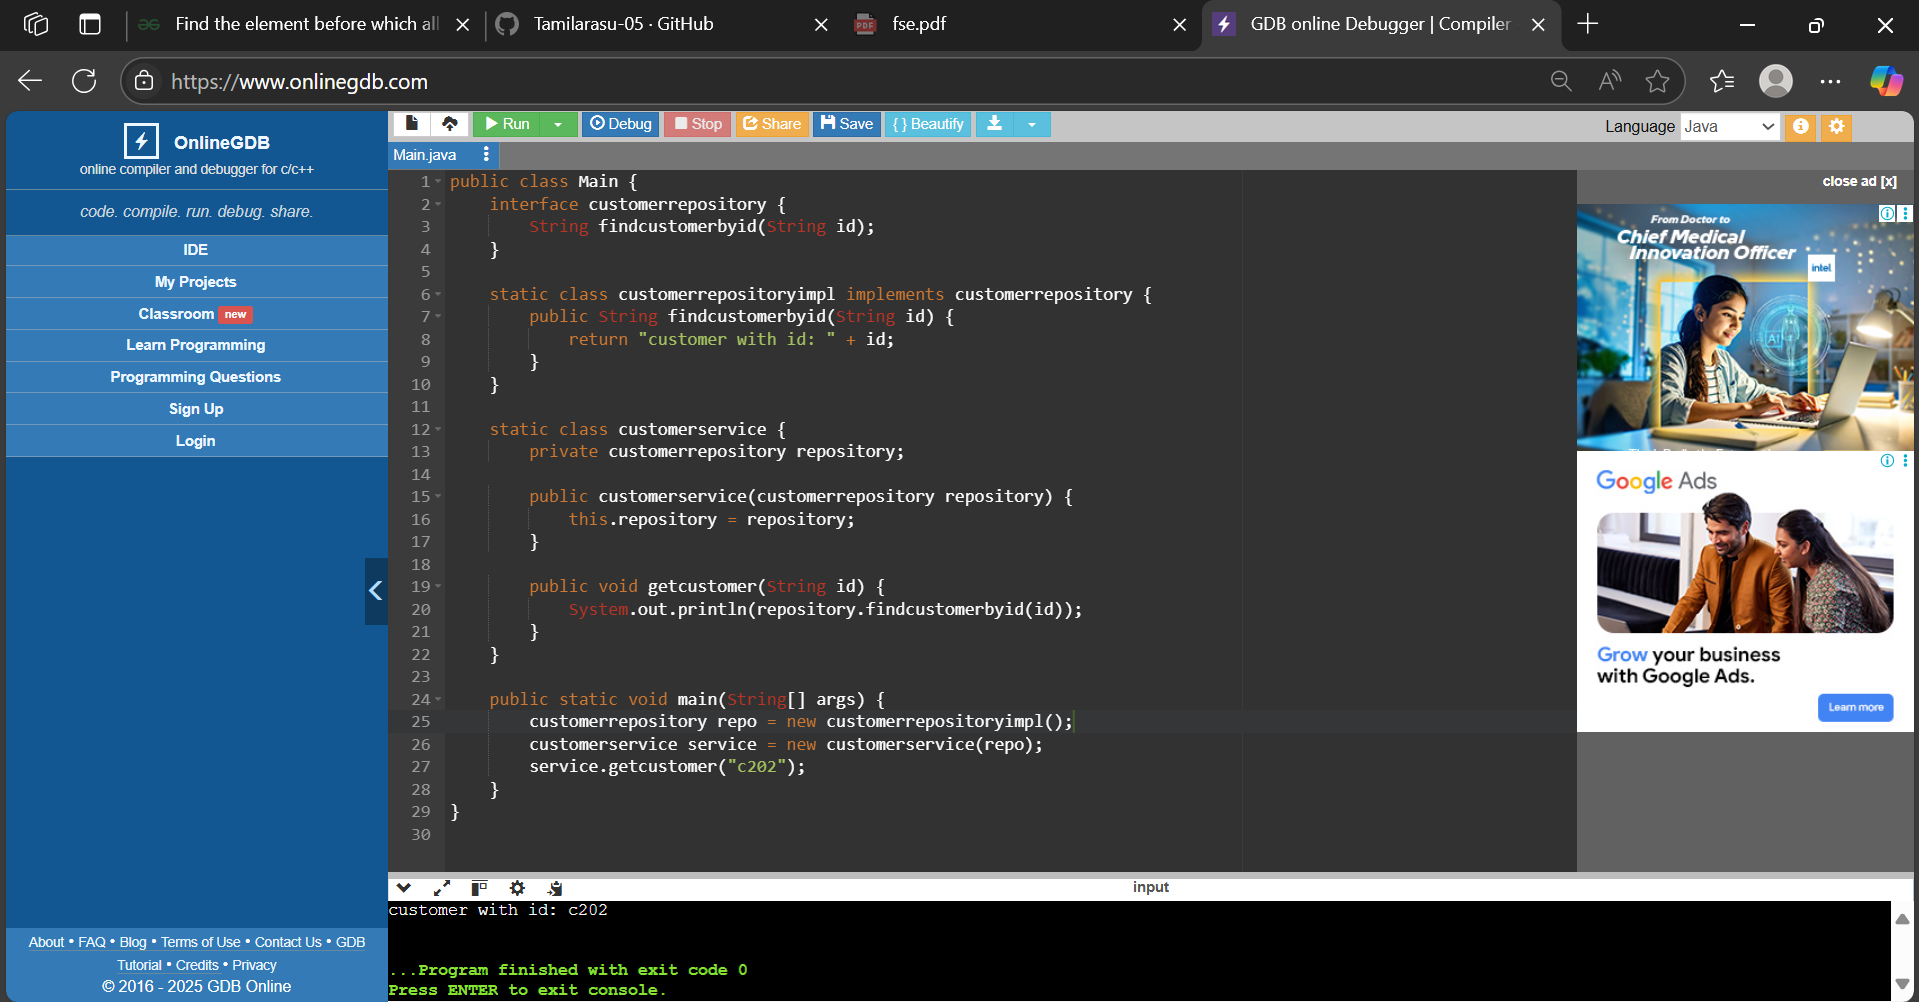 Find the element before which all
Tamilarasu-05 · GitHub
fse.pdf
GDB online Debugger | Compiler
https://www.onlinegdb.com
OnlineGDB
online compiler and debugger for c/c++
code. compile. run. debug. share.
IDE
My Projects
Classroom new
Learn Programming
Programming Questions
Sign Up
Login
About • FAQ • Blog • Terms of Use • Contact Us • GDB
Tutorial • Credits • Privacy
© 2016 - 2025 GDB Online
Run Debug Stop Share Save { } Beautify
Language Java
Main.java
1 public class Main {
2     interface customerrepository {
3         String findcustomerbyid(String id);
4     }
5
6     static class customerrepositoryimpl implements customerrepository {
7         public String findcustomerbyid(String id) {
8             return "customer with id: " + id;
9         }
10     }
11
12     static class customerservice {
13         private customerrepository repository;
14
15         public customerservice(customerrepository repository) {
16             this.repository = repository;
17         }
18
19         public void getcustomer(String id) {
20             System.out.println(repository.findcustomerbyid(id));
21         }
22     }
23
24     public static void main(String[] args) {
25         customerrepository repo = new customerrepositoryimpl();
26         customerservice service = new customerservice(repo);
27         service.getcustomer("c202");
28     }
29 }
30
close ad [x]
From Doctor to
Chief Medical
Innovation Officer
intel
AI
Google Ads
Grow your business
with Google Ads.
Learn more
input
customer with id: c202
...Program finished with exit code 0
Press ENTER to exit console.